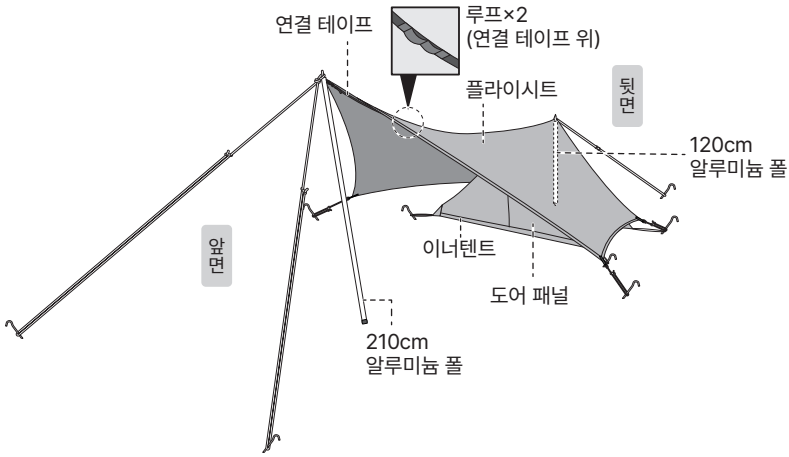 연결 테이프
루프×2
(연결 테이프 위)
플라이시트
뒷면
120cm
알루미늄 폴
앞면
이너텐트
도어 패널
210cm
알루미늄 폴